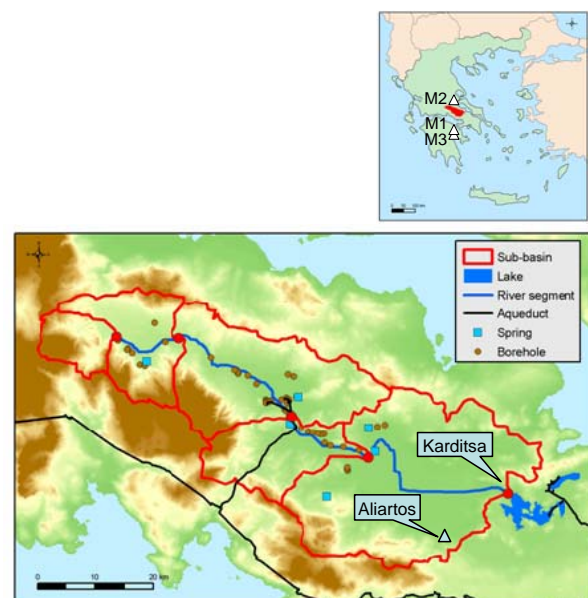 M2
M1
M3
Sub-basin
Lake
River segment
Aqueduct
Spring
Borehole
Karditsa
Aliartos
0 10 20 km